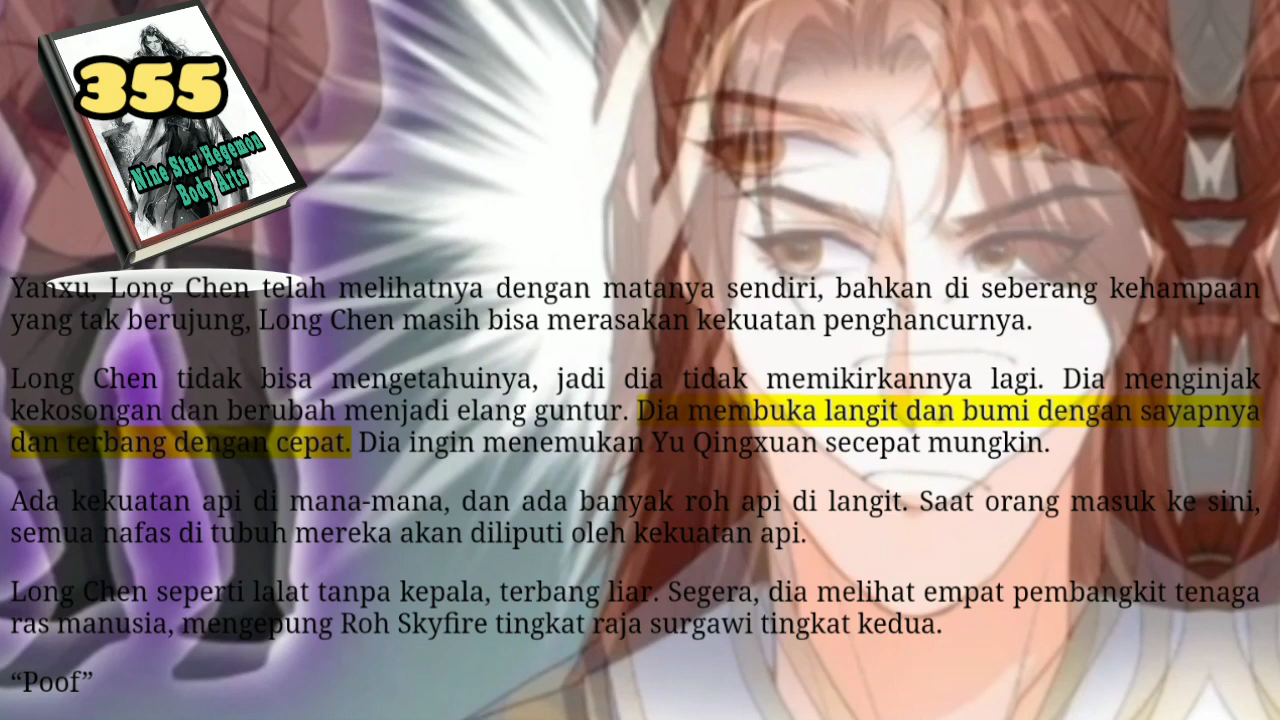 355
Nine Star Hegemon
Body Arts
Yanxu, Long Chen telah melihatnya dengan matanya sendiri, bahkan di seberang kehampaan
yang tak berujung, Long Chen masih bisa merasakan kekuatan penghancurnya.
Long Chen tidak bisa mengetahuinya, jadi dia tidak memikirkannya lagi. Dia menginjak
kekosongan dan berubah menjadi elang guntur. Dia membuka langit dan bumi dengan sayapnya
dan terbang dengan cepat. Dia ingin menemukan Yu Qingxuan secepat mungkin.
Ada kekuatan api di mana-mana, dan ada banyak roh api di langit. Saat orang masuk ke sini,
semua nafas di tubuh mereka akan diliputi oleh kekuatan api.
Long Chen seperti lalat tanpa kepala, terbang liar. Segera, dia melihat empat pembangkit tenaga
ras manusia, mengepung Roh Skyfire tingkat raja surgawi tingkat kedua.
“Poof”